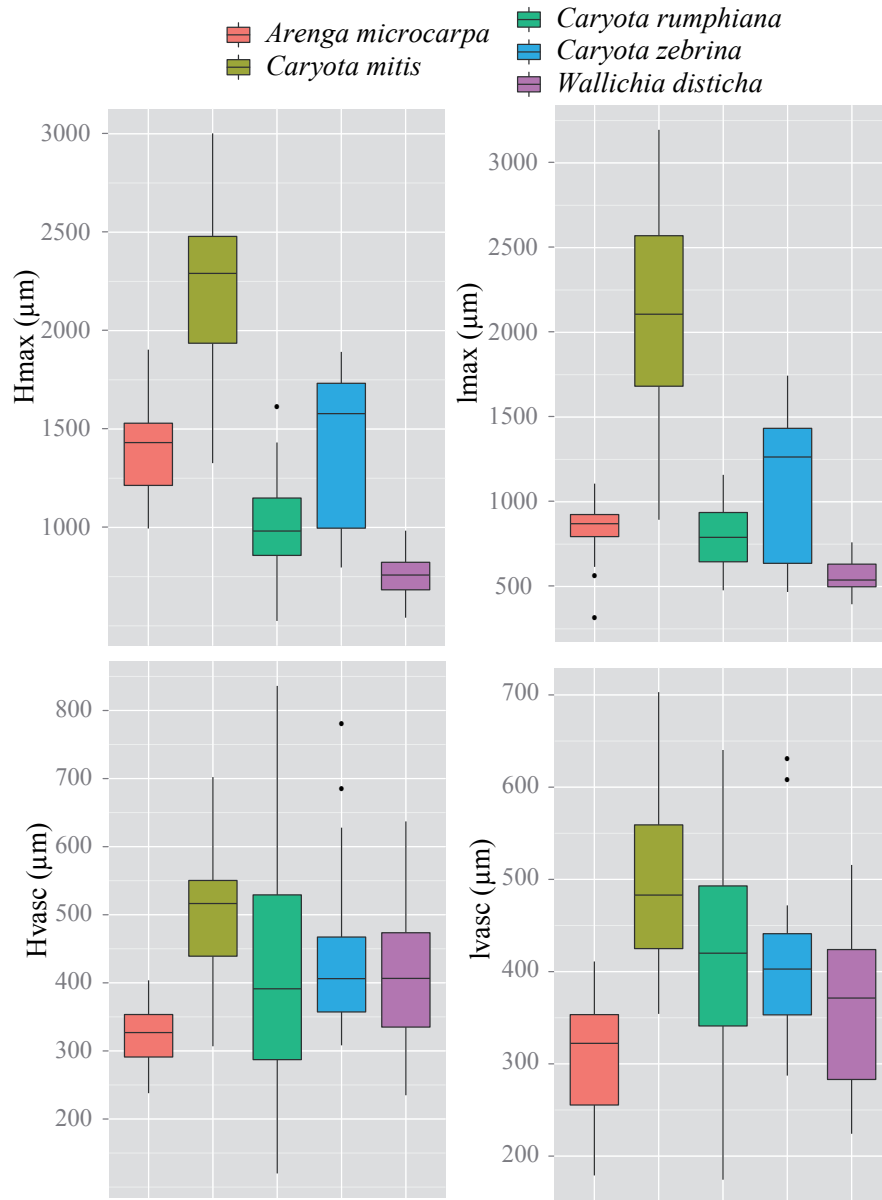 Arenga microcarpa
Caryota mitis
Caryota rumphiana
Caryota zebrina
Wallichia disticha
Hmax (µm)
3000
2500
2000
1500
1000
lmax (µm)
3000
2500
2000
1500
1000
500
Hvasc (µm)
800
700
600
500
400
300
200
lvasc (µm)
700
600
500
400
300
200